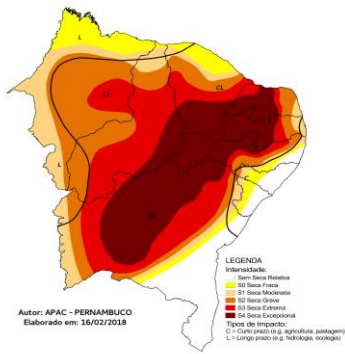 L
CL
CL
L
C
LEGENDA
Intensidade:
Sem Seca Relativa
S0 Seca Fraca
S1 Seca Moderada
S2 Seca Grave
S3 Seca Extrema
S4 Seca Excepcional
Tipos de Impacto:
C = Curto prazo (e.g. agricultura, pastagem)
L = Longo prazo (e.g. hidrologia, ecologia)
Autor: APAC - PERNAMBUCO
Elaborado em: 16/02/2018